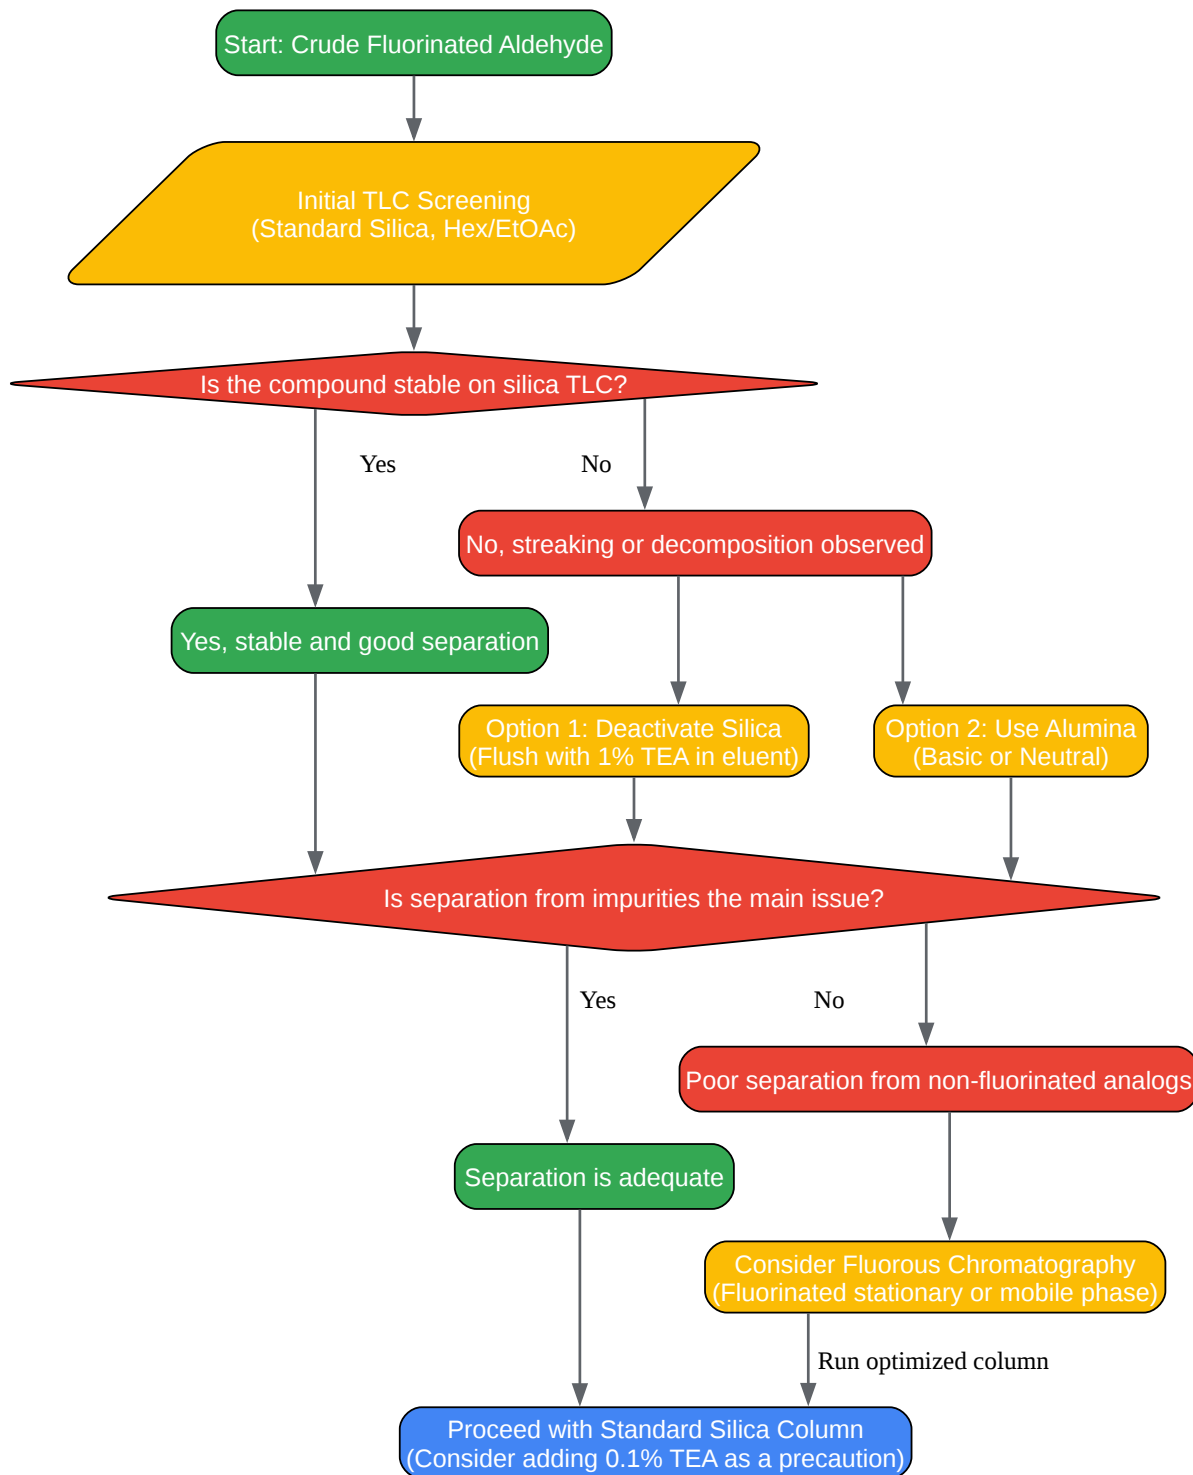 Start: Crude Fluorinated Aldehyde
Initial TLC Screening
(Standard Silica, Hex/EtOAc)
Is the compound stable on silica TLC?
Yes
No
No, streaking or decomposition observed
Yes, stable and good separation
Option 1: Deactivate Silica
(Flush with 1% TEA in eluent)
Option 2: Use Alumina
(Basic or Neutral)
Is separation from impurities the main issue?
Yes
No
Poor separation from non-fluorinated analogs
Separation is adequate
Consider Fluorous Chromatography
(Fluorinated stationary or mobile phase)
Run optimized column
Proceed with Standard Silica Column
(Consider adding 0.1% TEA as a precaution)